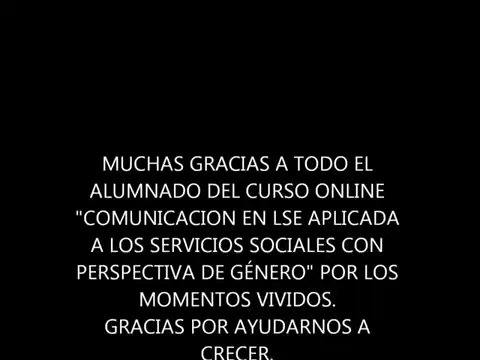 MUCHAS GRACIAS A TODO EL
ALUMNADO DEL CURSO ONLINE
"COMUNICACION EN LSE APLICADA
A LOS SERVICIOS SOCIALES CON
PERSPECTIVA DE GÉNERO" POR LOS
MOMENTOS VIVIDOS.
GRACIAS POR AYUDARNOS A
CRECER.